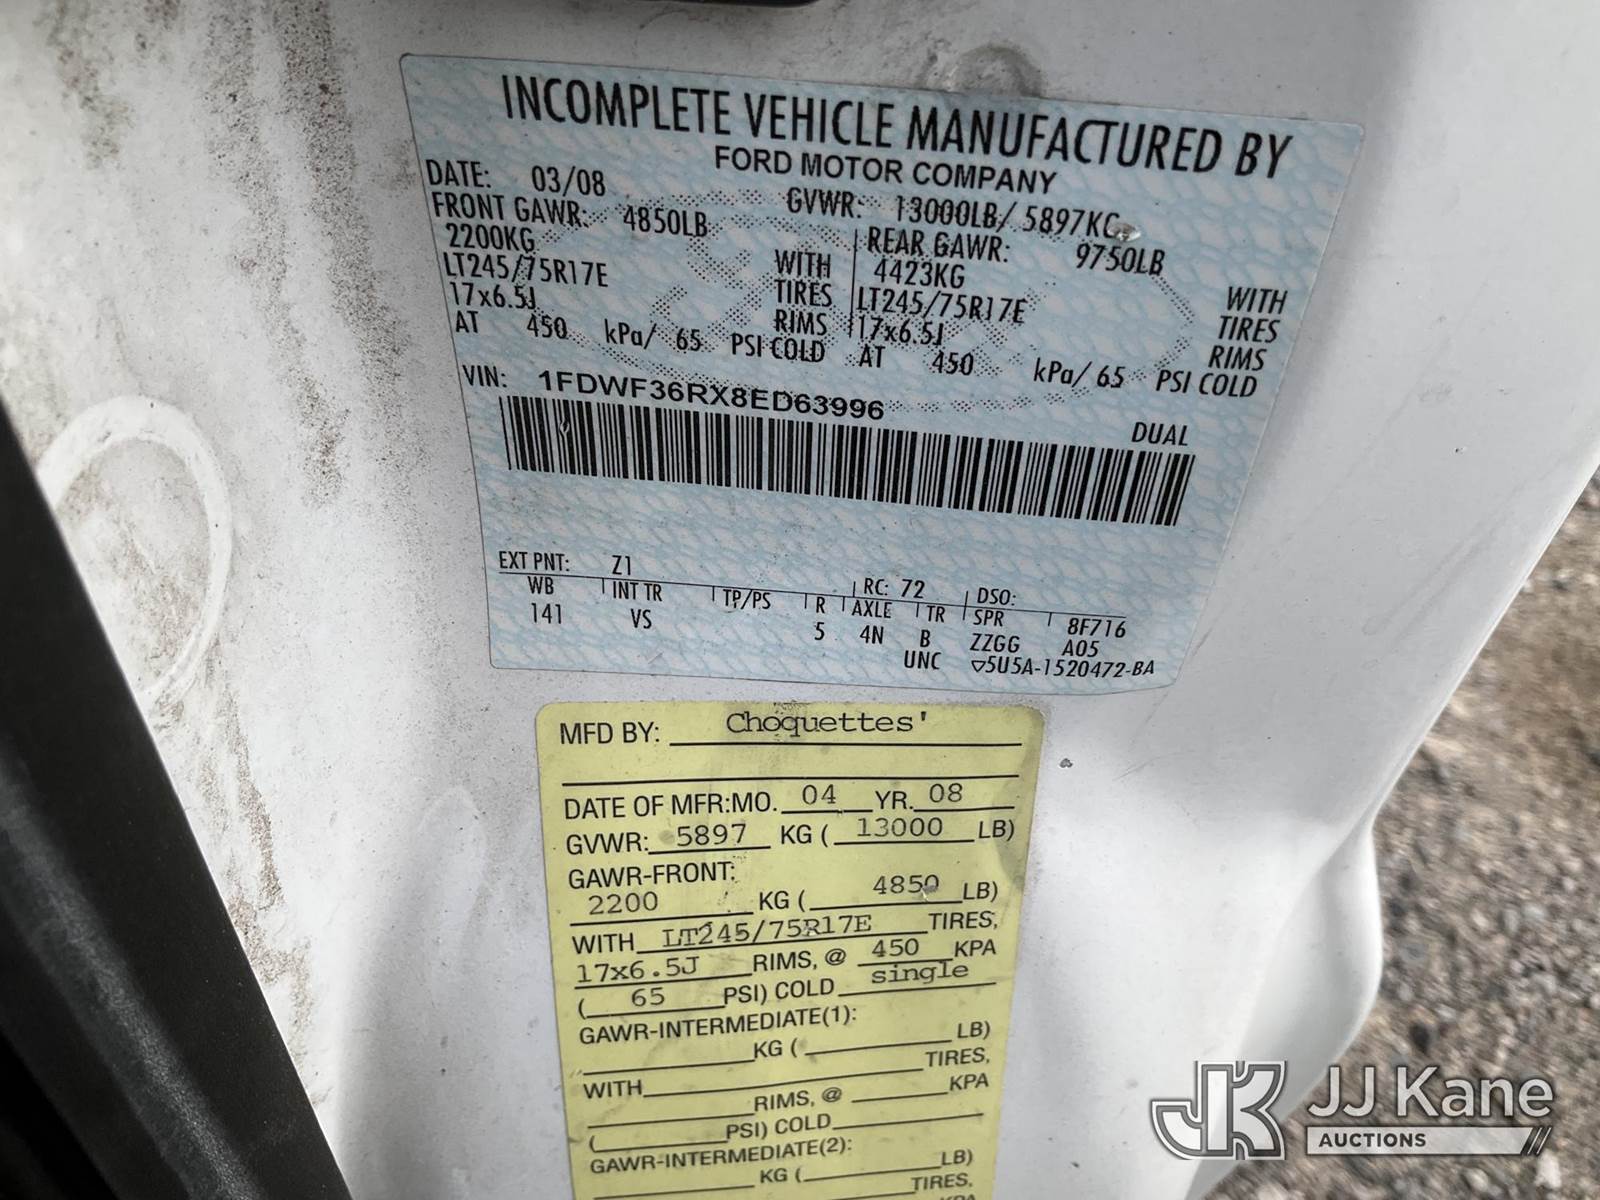 INCOMPLETE VEHICLE MANUFACTURED BY
FORD MOTOR COMPANY
DATE: 03/08 GVWR: 13000LB/ 5897KG
FRONT GAWR: 4850LB REAR GAWR: 9750LB
2200KG WITH 4423KG WITH
LT245/75R17E TIRES LT245/75R17E TIRES
17x6.5J RIMS 17x6.5J RIMS
AT 450 kPa/ 65 PSI COLD AT 450 kPa/ 65 PSI COLD
VIN: 1FDWF36RX8ED63996
DUAL
EXT PNT: Z1 RC: 72 DSO:
WB INT TR TP/PS R AXLE TR SPR 8F716
141 VS 5 4N B ZZGG A05
UNC ▽5U5A-1520472-BA
MFD BY: Choquettes'
DATE OF MFR:MO. 04 YR. 08
GVWR: 5897 KG ( 13000 LB)
GAWR-FRONT:
2200 KG ( 4850 LB)
WITH LT245/75R17E TIRES,
17x6.5J RIMS, @ 450 KPA
( 65 PSI) COLD single
GAWR-INTERMEDIATE(1):
KG ( LB)
WITH TIRES,
RIMS, @ KPA
( PSI) COLD
GAWR-INTERMEDIATE(2):
KG ( LB)
TIRES,
KPA
JK JJ Kane
AUCTIONS